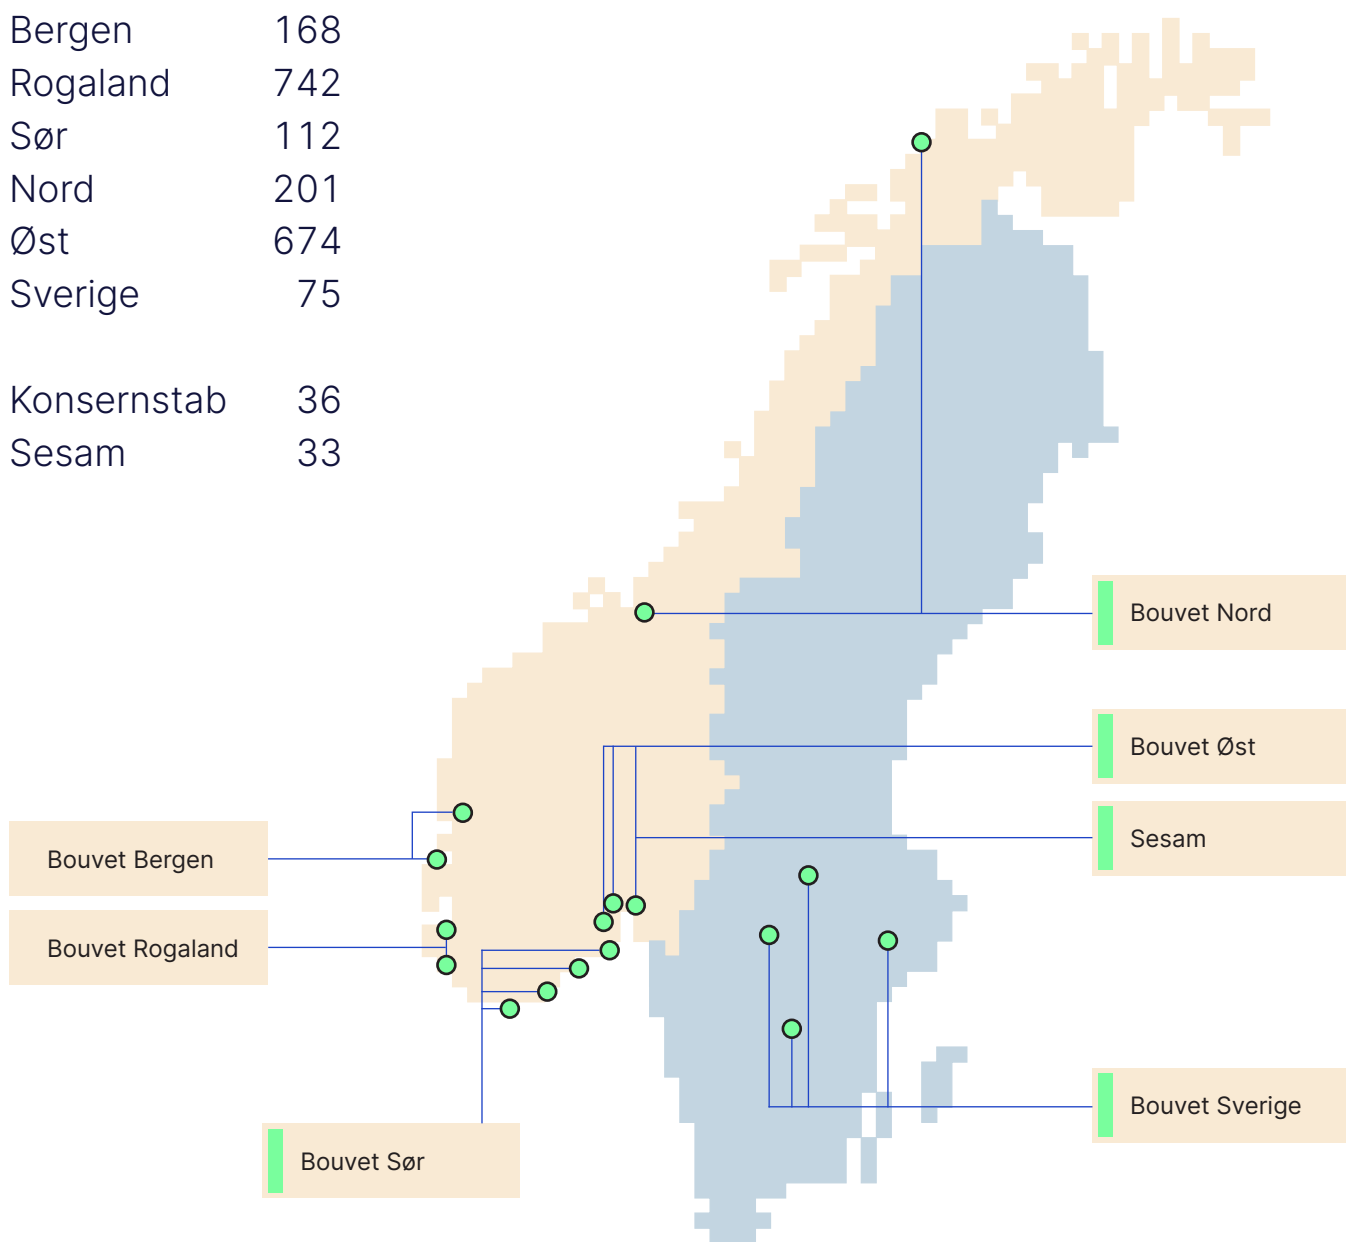 Bergen 168
Rogaland 742
Sør 112
Nord 201
Øst 674
Sverige 75
Konsernstab 36
Sesam 33
Bouvet Nord
Bouvet Øst
Sesam
Bouvet Bergen
Bouvet Rogaland
Bouvet Sverige
Bouvet Sør